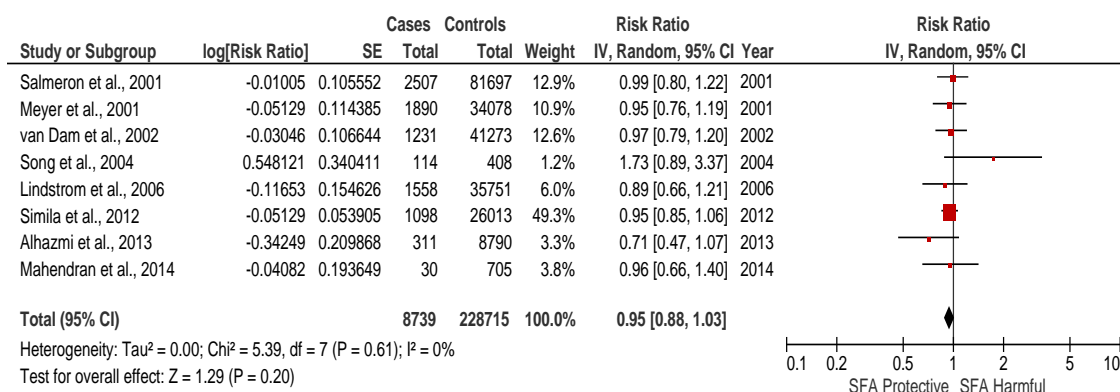 Cases Controls Risk Ratio Risk Ratio
Study or Subgroup log[Risk Ratio] SE Total Total Weight IV, Random, 95% CI Year IV, Random, 95% CI
Salmeron et al., 2001 -0.01005 0.105552 2507 81697 12.9% 0.99 [0.80, 1.22] 2001
Meyer et al., 2001 -0.05129 0.114385 1890 34078 10.9% 0.95 [0.76, 1.19] 2001
van Dam et al., 2002 -0.03046 0.106644 1231 41273 12.6% 0.97 [0.79, 1.20] 2002
Song et al., 2004 0.548121 0.340411 114 408 1.2% 1.73 [0.89, 3.37] 2004
Lindstrom et al., 2006 -0.11653 0.154626 1558 35751 6.0% 0.89 [0.66, 1.21] 2006
Simila et al., 2012 -0.05129 0.053905 1098 26013 49.3% 0.95 [0.85, 1.06] 2012
Alhazmi et al., 2013 -0.34249 0.209868 311 8790 3.3% 0.71 [0.47, 1.07] 2013
Mahendran et al., 2014 -0.04082 0.193649 30 705 3.8% 0.96 [0.66, 1.40] 2014
Total (95% CI) 8739 228715 100.0% 0.95 [0.88, 1.03]
Heterogeneity: Tau² = 0.00; Chi² = 5.39, df = 7 (P = 0.61); I² = 0%
Test for overall effect: Z = 1.29 (P = 0.20)
0.1 0.2 0.5 1 2 5 10
SFA Protective SFA Harmful